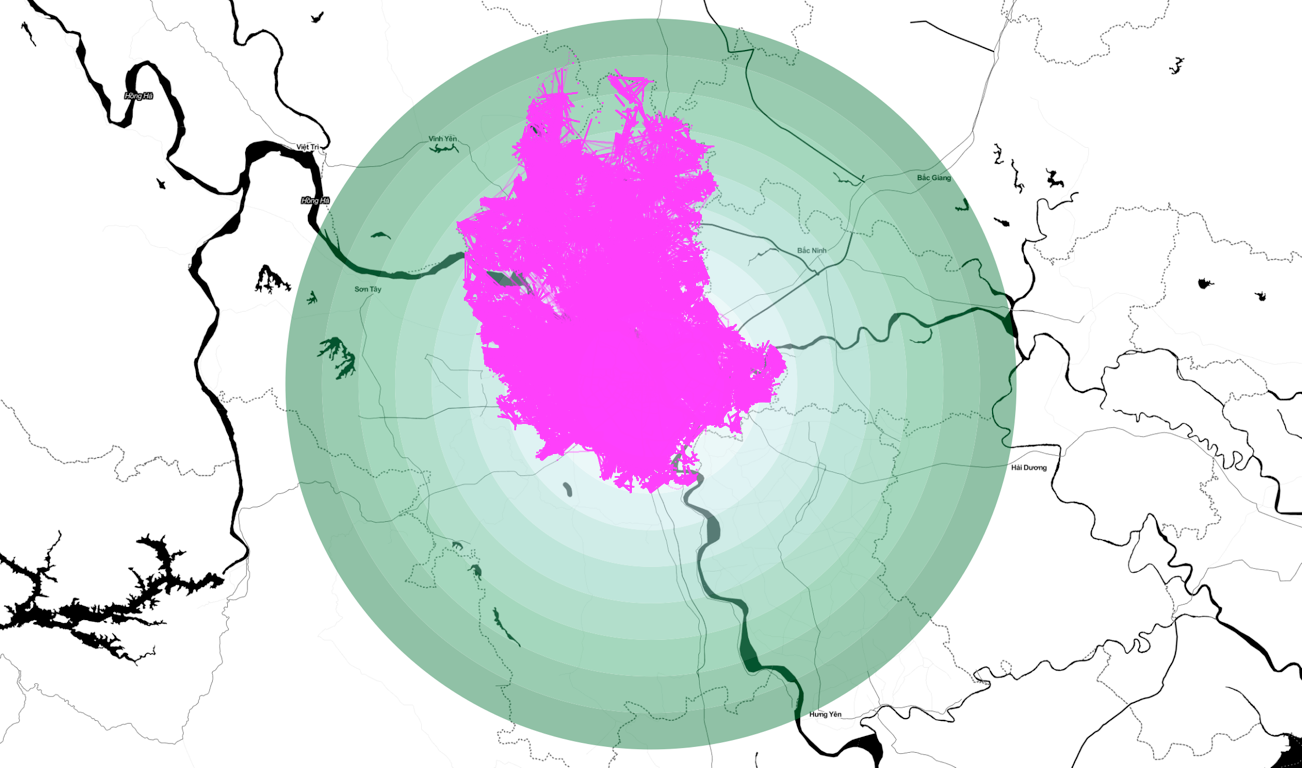 Hồng Hà
Vĩnh Yên
Việt Trì
Bắc Giang
Hồng Hà
Bắc Ninh
Sơn Tây
Hải Dương
Hưng Yên